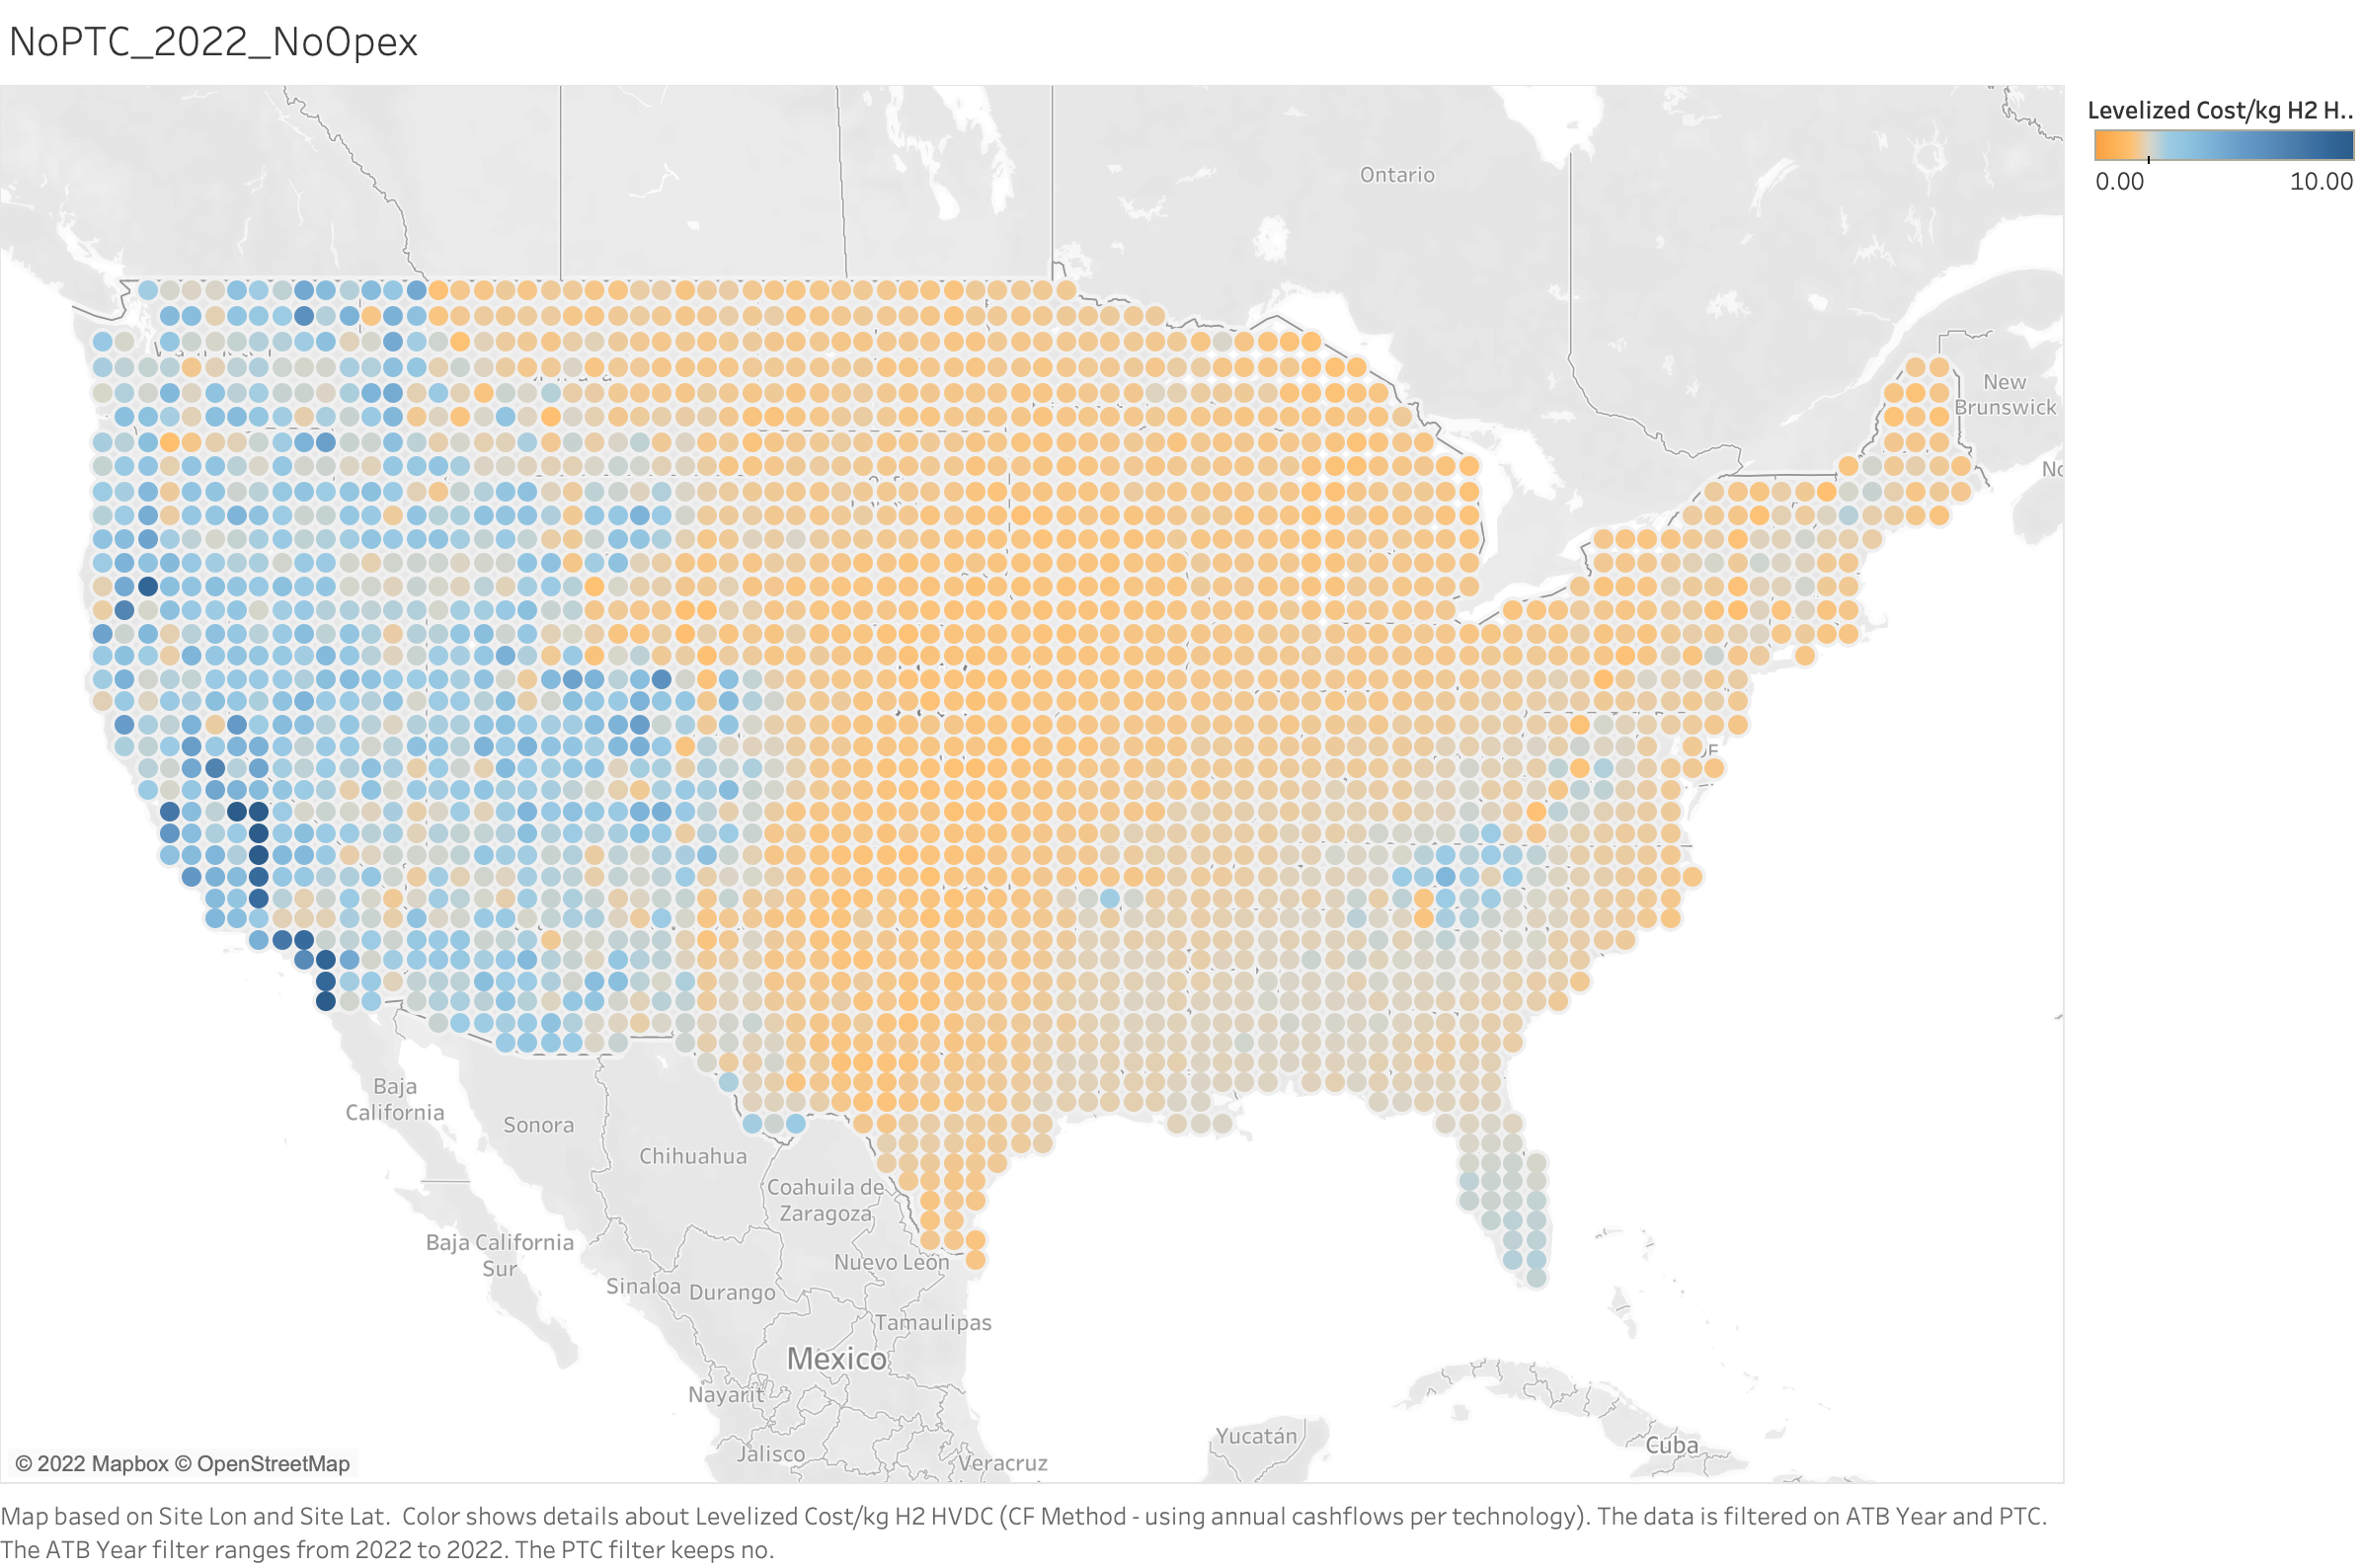 NoPTC_2022_NoOpex
Levelized Cost/kg H2 H..
0.00
10.00
Ontario
New
Brunswick
Baja
California
Sonora
Chihuahua
Coahuila de
Zaragoza
Baja California
Sur
Nuevo León
Sinaloa
Durango
Tamaulipas
Mexico
Nayarit
Jalisco
Veracruz
Yucatán
Cuba
© 2022 Mapbox © OpenStreetMap
Map based on Site Lon and Site Lat.  Color shows details about Levelized Cost/kg H2 HVDC (CF Method - using annual cashflows per technology). The data is filtered on ATB Year and PTC.
The ATB Year filter ranges from 2022 to 2022. The PTC filter keeps no.